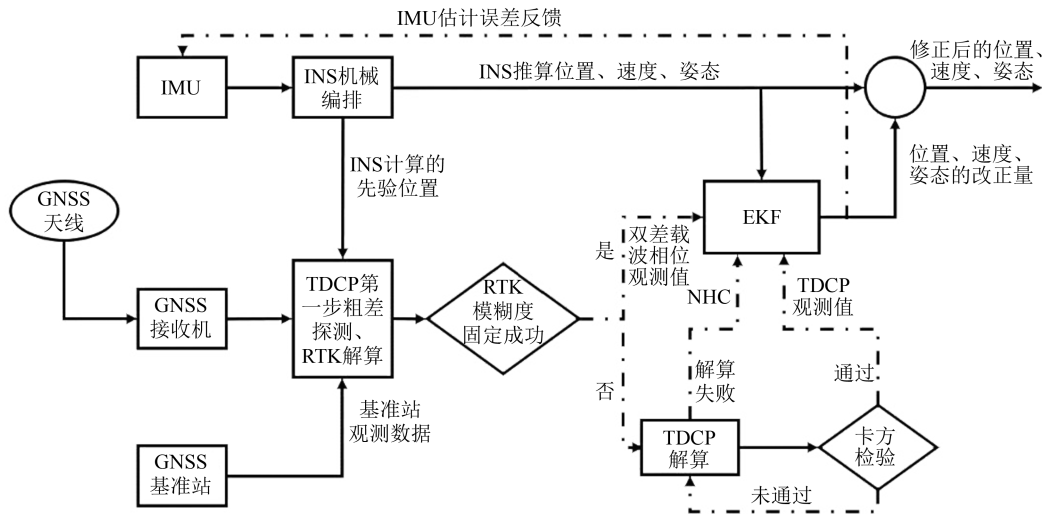 IMU估计误差反馈
IMU
INS机械
编排
INS推算位置、速度、姿态
修正后的位置、
速度、姿态
INS计算的
先验位置
位置、速度、
姿态的改正量
GNSS
天线
EKF
是
双差载
波相位
观测值
GNSS
接收机
TDCP第
一步粗差
探测、
RTK解算
RTK
模糊度
固定成功
NHC
TDCP
观测值
否
解算
失败
通过
基准站
观测数据
GNSS
基准站
TDCP
解算
卡方
检验
未通过